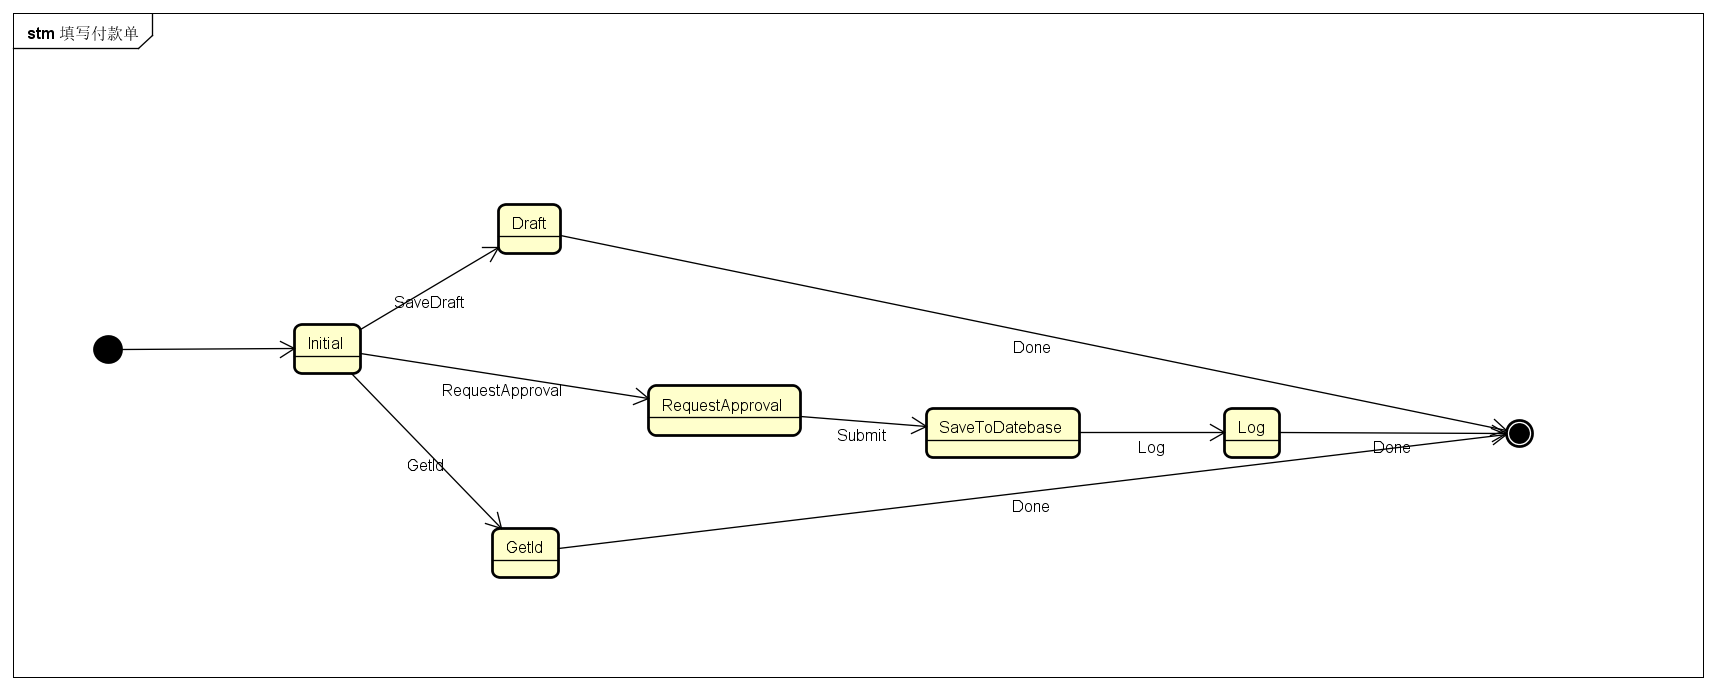 stm 填写付款单
Draft
SaveDraft
Initial
Done
RequestApproval
RequestApproval
Submit
SaveToDatebase
Log
Log
Done
GetId
Done
GetId